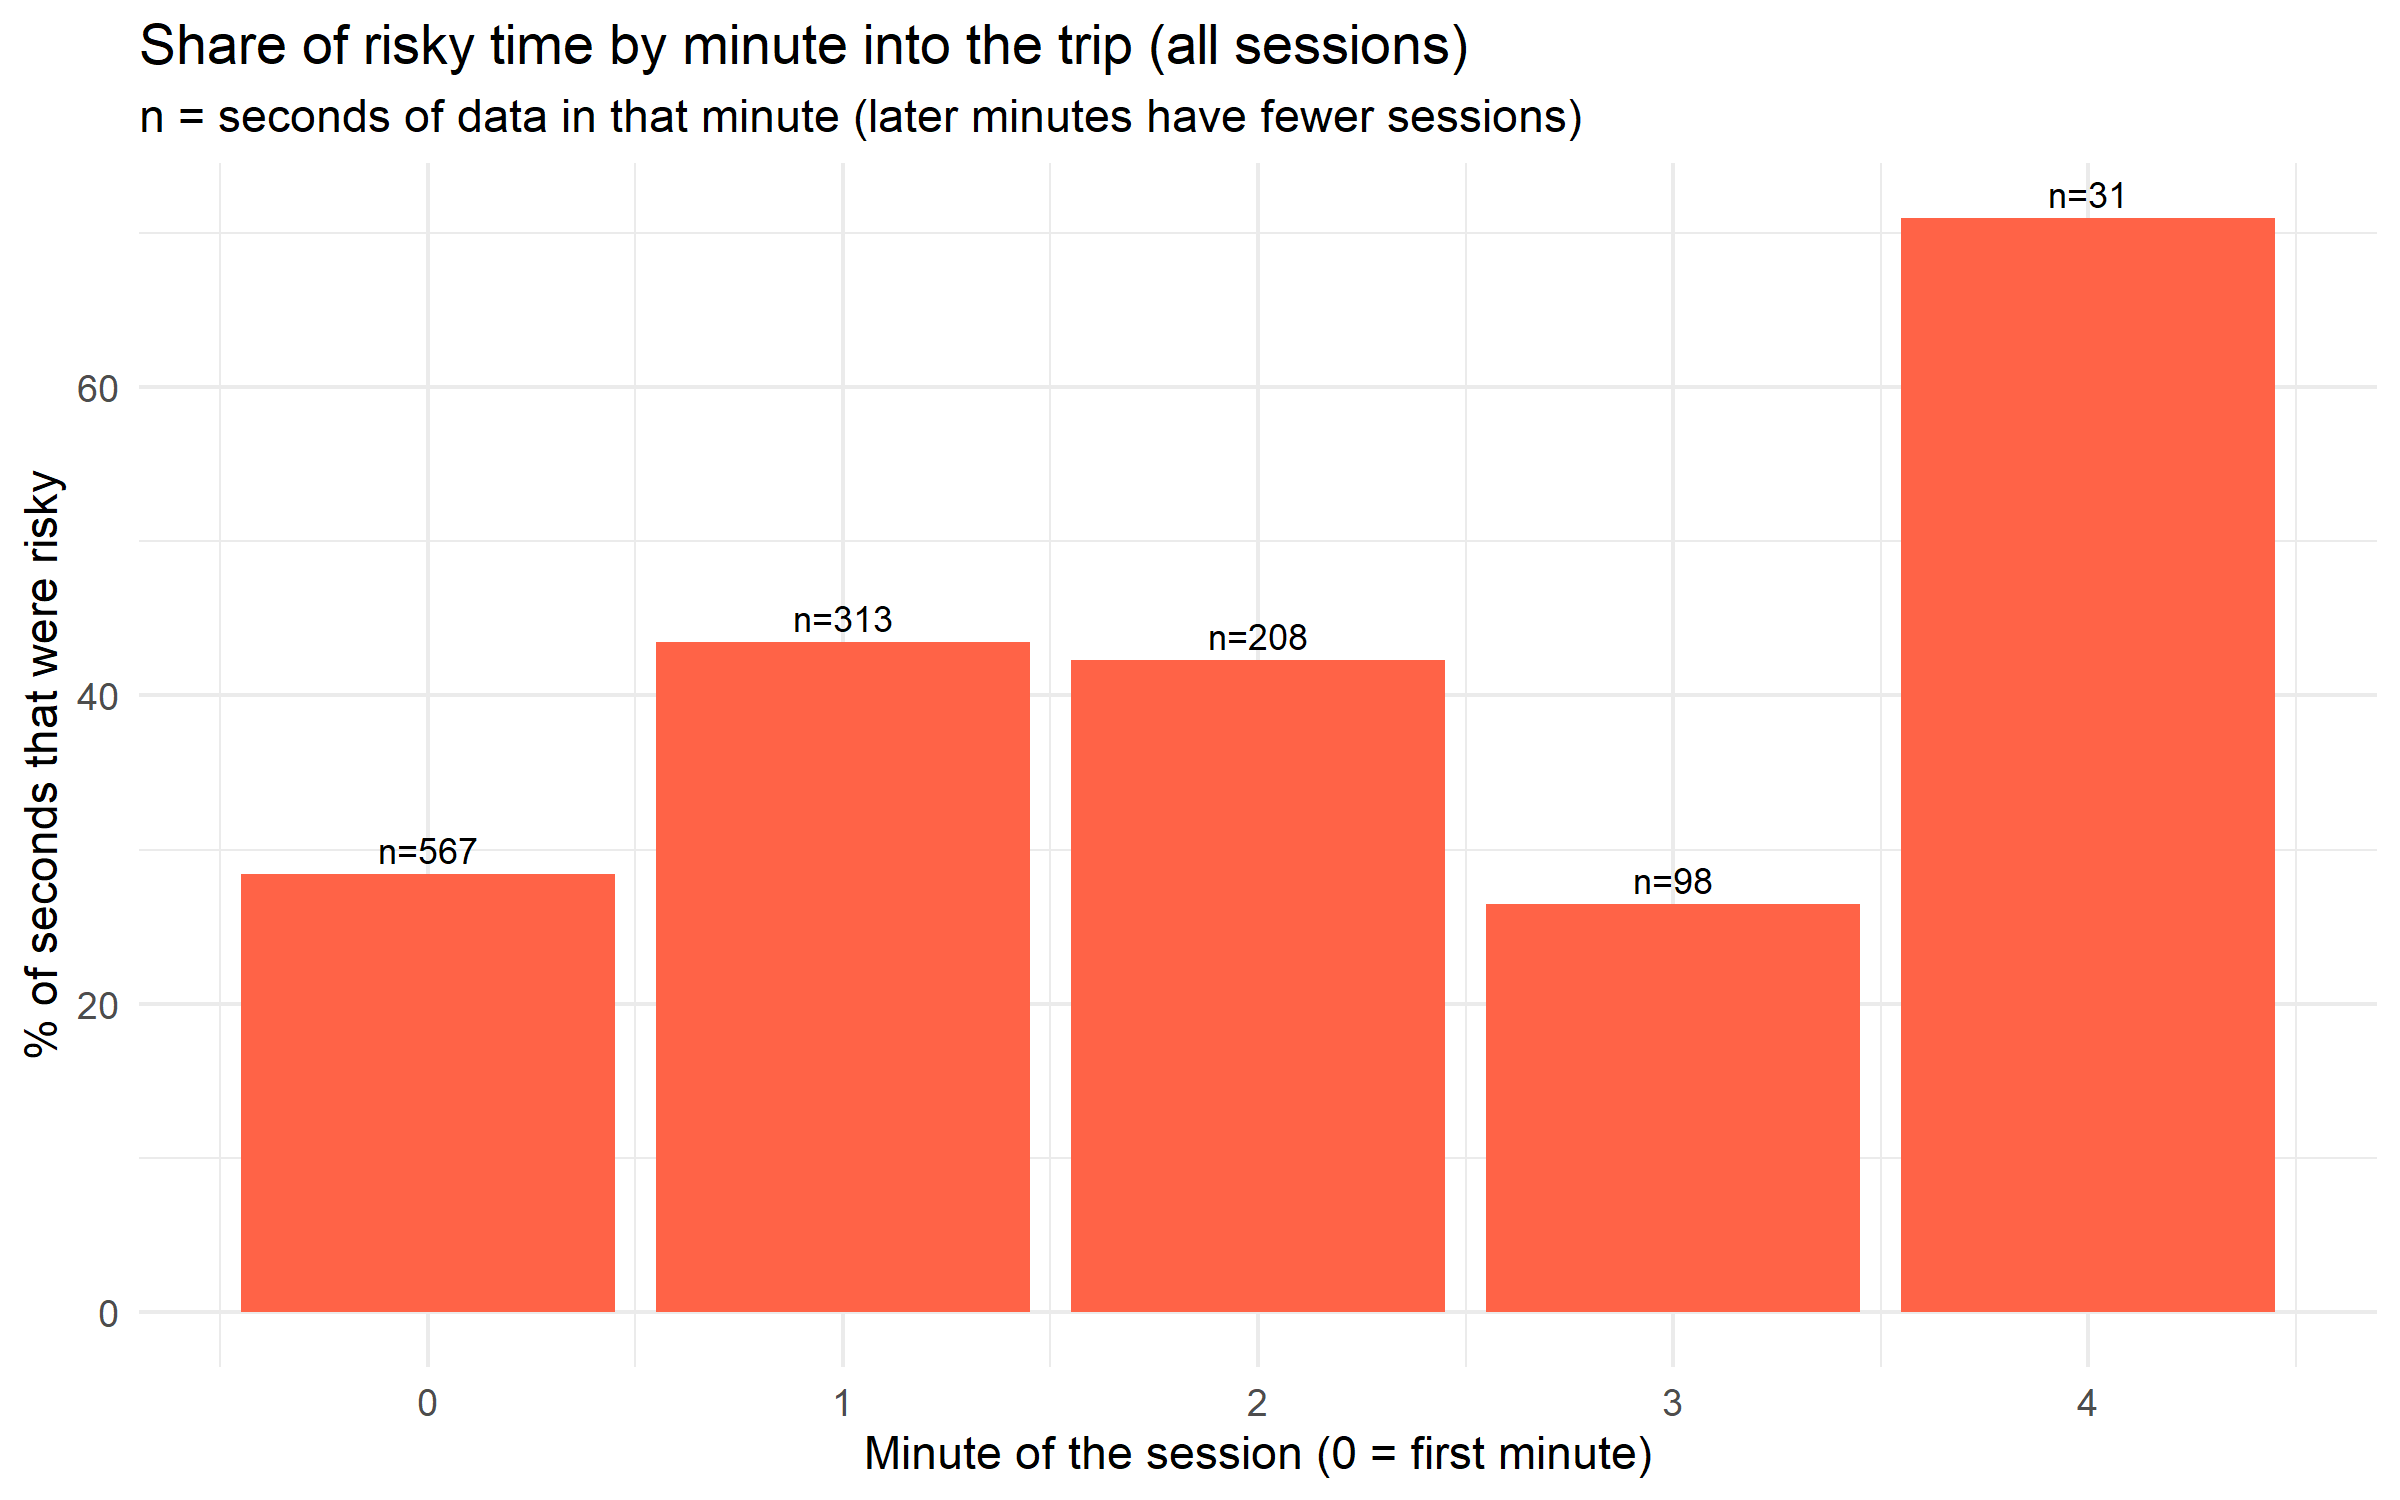 Share of risky time by minute into the trip (all sessions)
n = seconds of data in that minute (later minutes have fewer sessions)
% of seconds that were risky
60
40
20
0
n=567
n=313
n=208
n=98
n=31
0
1
2
3
4
Minute of the session (0 = first minute)